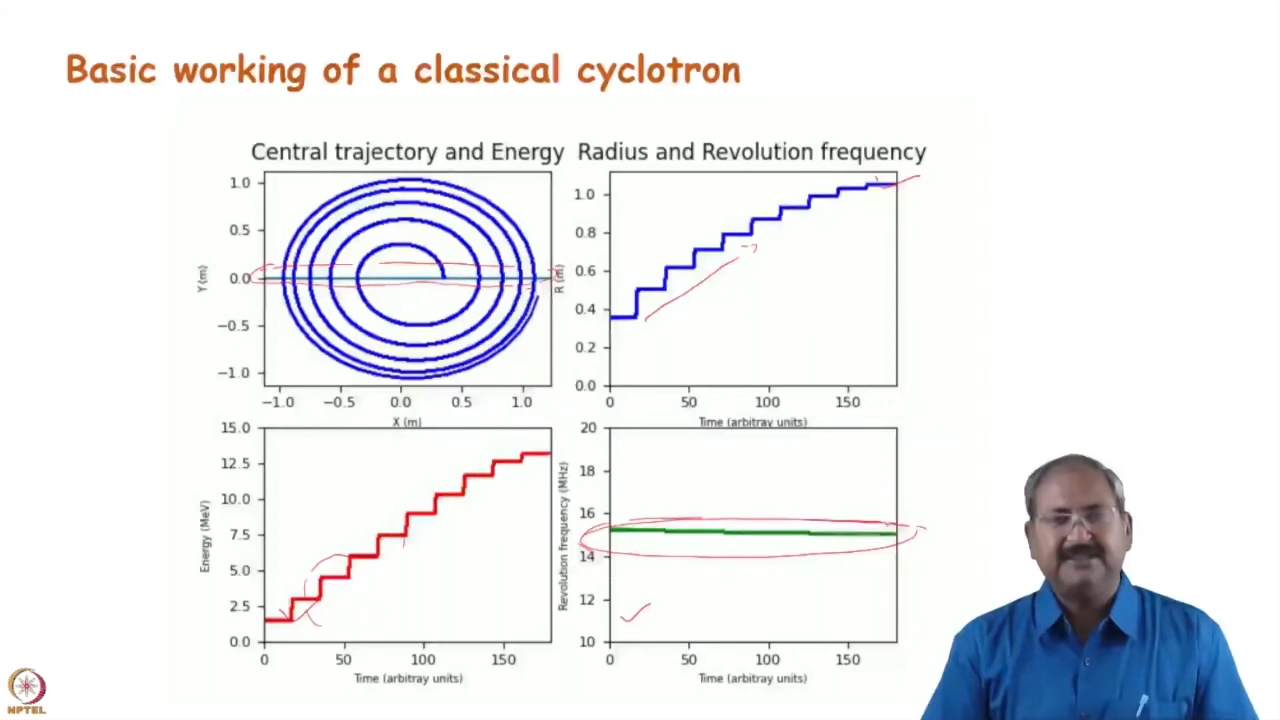 Basic working of a classical cyclotron
Central trajectory and Energy
Radius and Revolution frequency
1.0
0.5
0.0
−0.5
−1.0
Y (m)
−1.0 −0.5 0.0 0.5 1.0
X (m)
1.0
0.8
0.6
0.4
0.2
0.0
R (m)
0 50 100 150
Time (arbitray units)
15.0
12.5
10.0
7.5
5.0
2.5
0.0
Energy (MeV)
0 50 100 150
Time (arbitray units)
20
18
16
14
12
10
Revolution frequency (MHz)
0 50 100 150
Time (arbitray units)
NPTEL